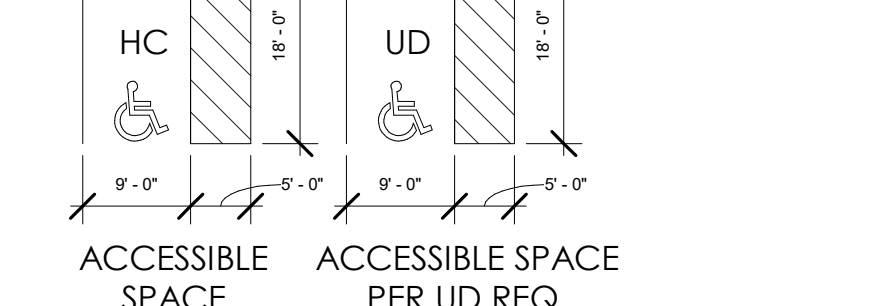 HC
18' - 0"
UD
18' - 0"
9' - 0"
5' - 0"
9' - 0"
5' - 0"
ACCESSIBLE
SPACE
ACCESSIBLE SPACE
PER UD REQ